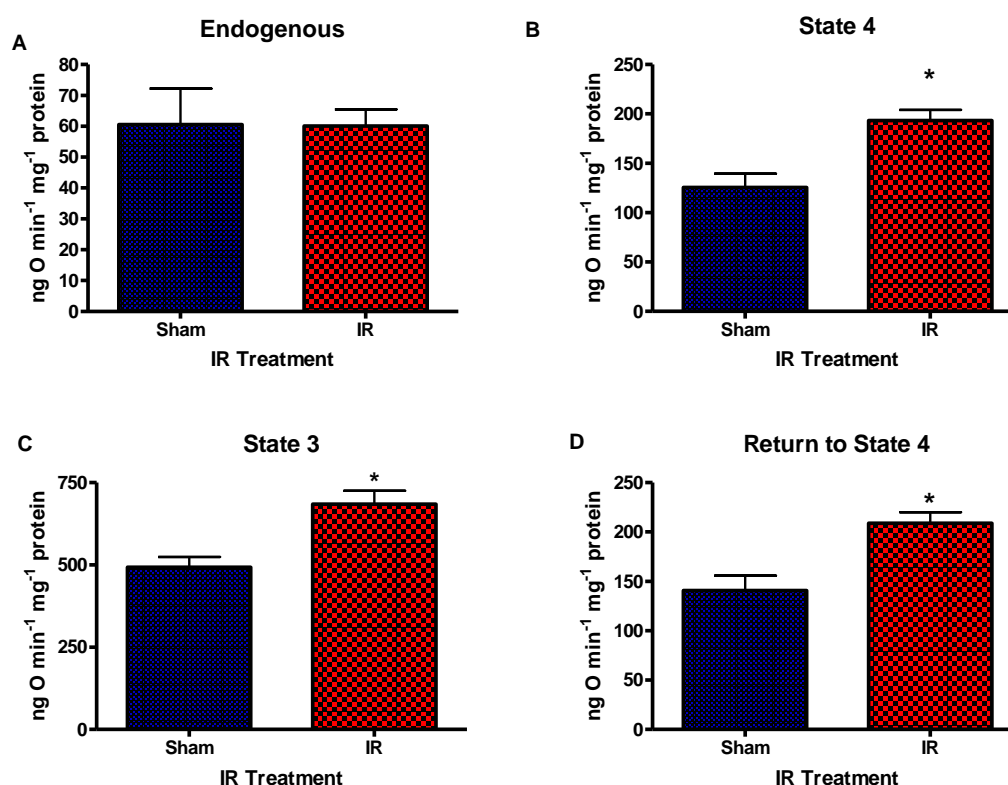 A
Endogenous
ng O min⁻¹ mg⁻¹ protein
80
70
60
50
40
30
20
10
0
Sham IR
IR Treatment
B
State 4
ng O min⁻¹ mg⁻¹ protein
250
200
150
100
50
0
*
Sham IR
IR Treatment
C
State 3
ng O min⁻¹ mg⁻¹ protein
750
500
250
0
*
Sham IR
IR Treatment
D
Return to State 4
ng O min⁻¹ mg⁻¹ protein
250
200
150
100
50
0
*
Sham IR
IR Treatment